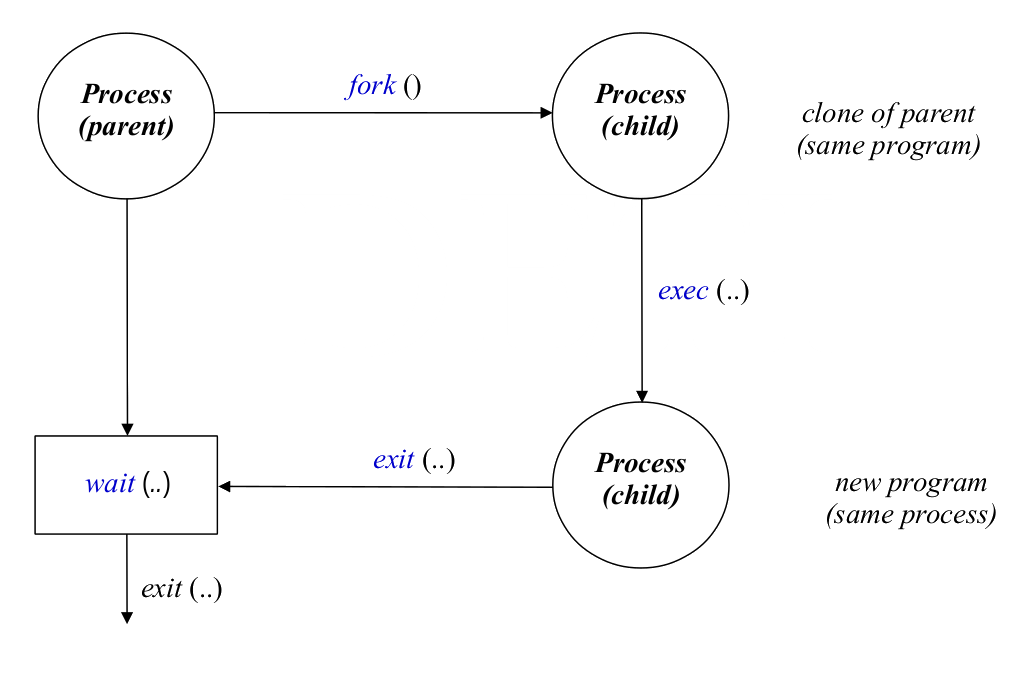 Process
(parent)
fork ()
Process
(child)
clone of parent
(same program)
exec (..)
wait (..)
exit (..)
Process
(child)
new program
(same process)
exit (..)